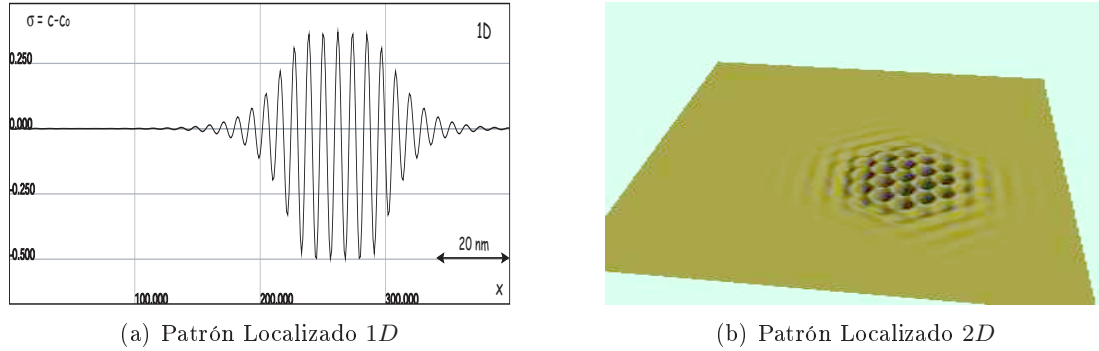 σ = c-c₀
1D
0.250
0.000
-0.250
-0.500
20 nm
100.000
200.000
300.000
x
(a) Patrón Localizado 1D
(b) Patrón Localizado 2D